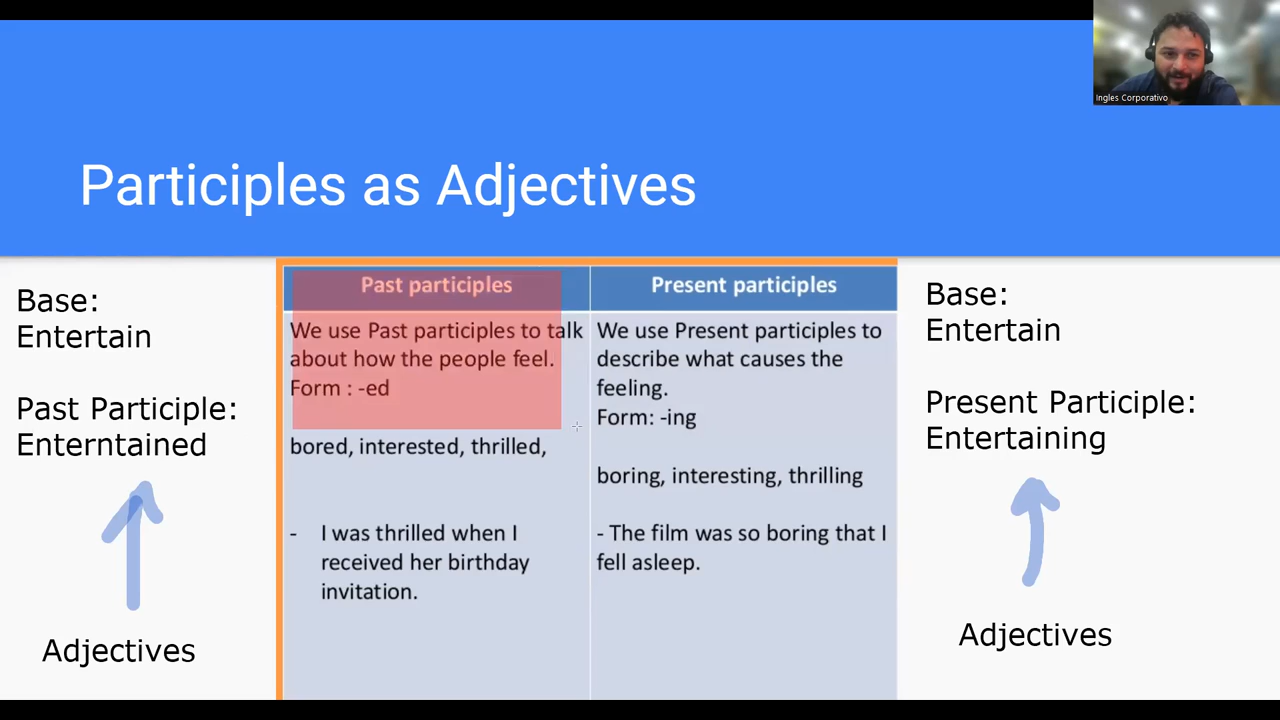 Ingles Corporativo
Participles as Adjectives
Base:
Entertain
Past Participle:
Enterntained
Adjectives
Past participles
We use Past participles to talk
about how the people feel.
Form : -ed
bored, interested, thrilled,
- I was thrilled when I
received her birthday
invitation.
Present participles
We use Present participles to
describe what causes the
feeling.
Form: -ing
boring, interesting, thrilling
- The film was so boring that I
fell asleep.
Base:
Entertain
Present Participle:
Entertaining
Adjectives